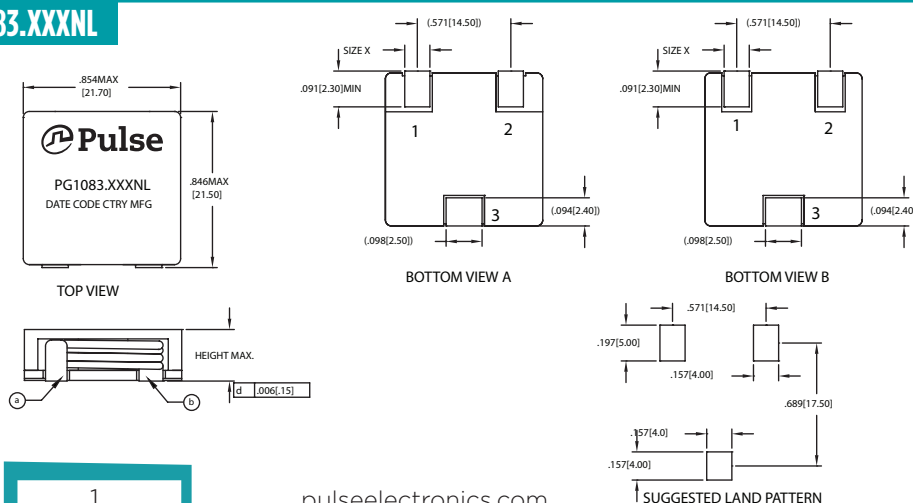 83.XXXNL
.854MAX
[21.70]
Pulse
PG1083.XXXNL
DATE CODE CTRY MFG
.846MAX
[21.50]
TOP VIEW
HEIGHT MAX.
d .006[.15]
a
b
(.571[14.50])
SIZE X
.091[2.30]MIN
1
2
3
(.094[2.40])
(.098[2.50])
BOTTOM VIEW A
(.571[14.50])
SIZE X
.091[2.30]MIN
1
2
3
(.094[2.40
(.098[2.50])
BOTTOM VIEW B
.571[14.50]
.197[5.00]
.157[4.00]
.689[17.50]
.157[4.0]
.157[4.00]
SUGGESTED LAND PATTERN
1
pulseelectronics.com